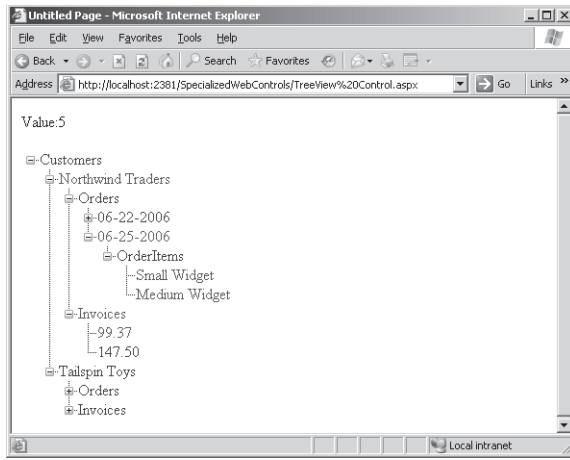 Untitled Page - Microsoft Internet Explorer
File Edit View Favorites Tools Help
Back Search Favorites
Address http://localhost:2381/SpecializedWebControls/TreeView%20Control.aspx Go Links »
Value:5
Customers
Northwind Traders
Orders
06-22-2006
06-25-2006
OrderItems
Small Widget
Medium Widget
Invoices
99.37
147.50
Tailspin Toys
Orders
Invoices
Local intranet